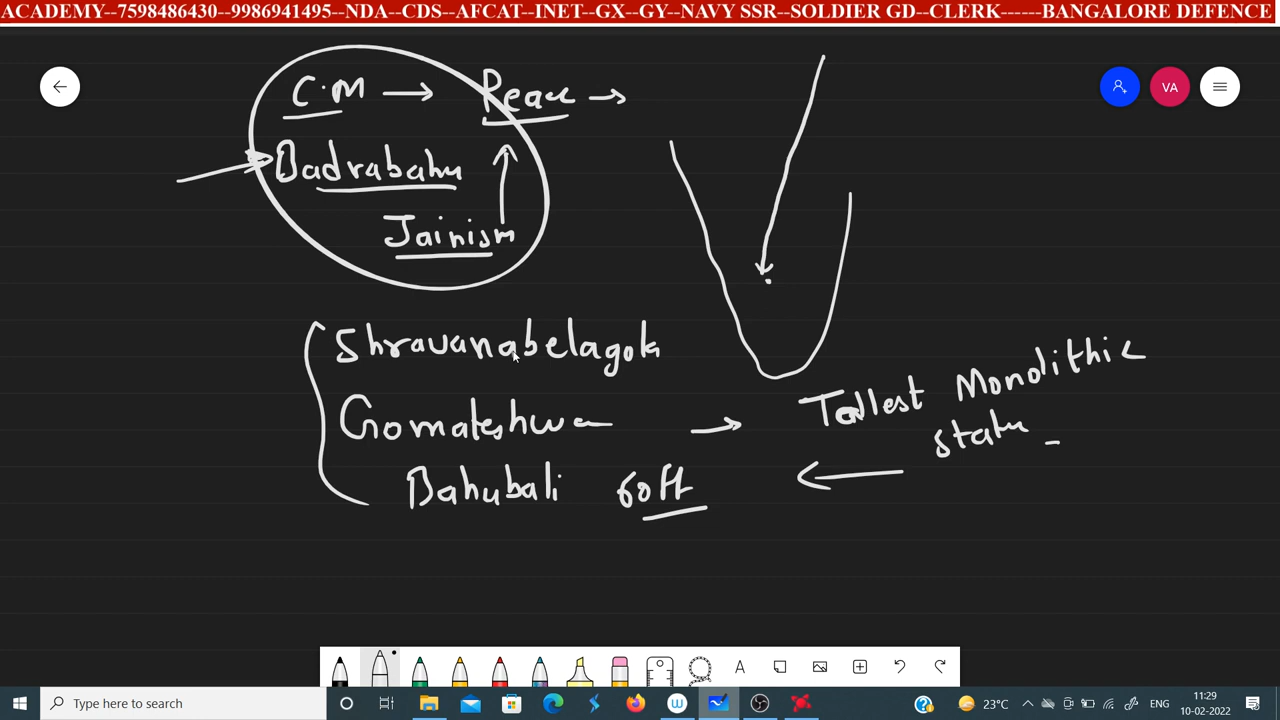 ACADEMY--7598486430--9986941495--NDA--CDS--AFCAT--INET--GX--GY--NAVY SSR--SOLDIER GD--CLERK------BANGALORE DEFENCE
VA
C.M → Peace →
Badrabahu
Jainism
Shravanabelagola
Gomateshwara → Tallest Monolithic
statue
Bahubali 60ft
A
Type here to search
W
23°C
ENG
11:29
10-02-2022